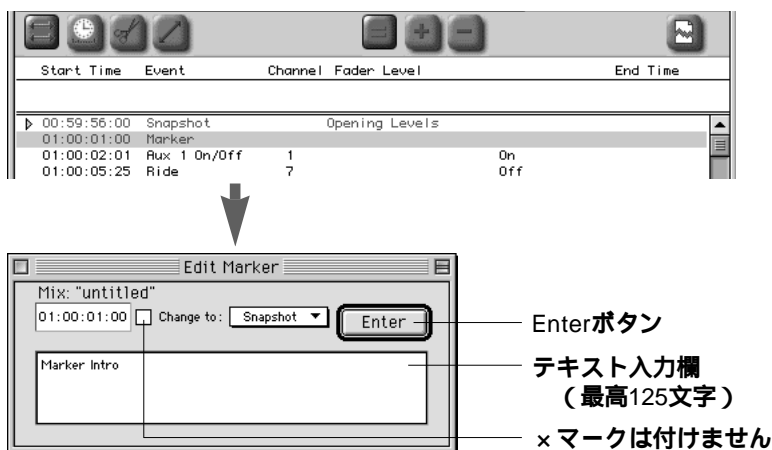 Start Time Event Channel Fader Level End Time
00:59:56:00 Snapshot Opening Levels
01:00:01:00 Marker
01:00:02:01 Aux 1 On/Off 1 On
01:00:05:25 Ride 7 Off
Edit Marker
Mix: "untitled"
01:00:01:00 Change to: Snapshot Enter
Marker Intro
Enterボタン
テキスト入力欄
（最高125文字）
×マークは付けません